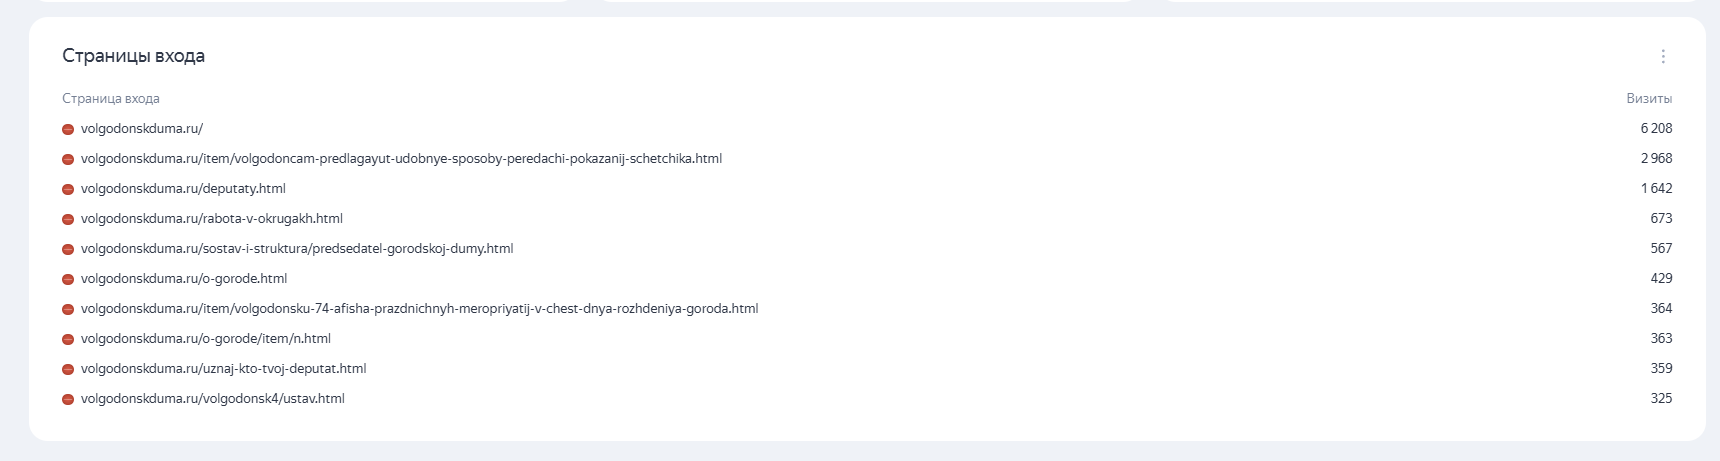 Страницы входа
Страница входа Визиты
volgodonskduma.ru/ 6 208
volgodonskduma.ru/item/volgodoncam-predlagayut-udobnye-sposoby-peredachi-pokazanij-schetchika.html 2 968
volgodonskduma.ru/deputaty.html 1 642
volgodonskduma.ru/rabota-v-okrugakh.html 673
volgodonskduma.ru/sostav-i-struktura/predsedatel-gorodskoj-dumy.html 567
volgodonskduma.ru/o-gorode.html 429
volgodonskduma.ru/item/volgodonsku-74-afisha-prazdnichnyh-meropriyatij-v-chest-dnya-rozhdeniya-goroda.html 364
volgodonskduma.ru/o-gorode/item/n.html 363
volgodonskduma.ru/uznaj-kto-tvoj-deputat.html 359
volgodonskduma.ru/volgodonsk4/ustav.html 325